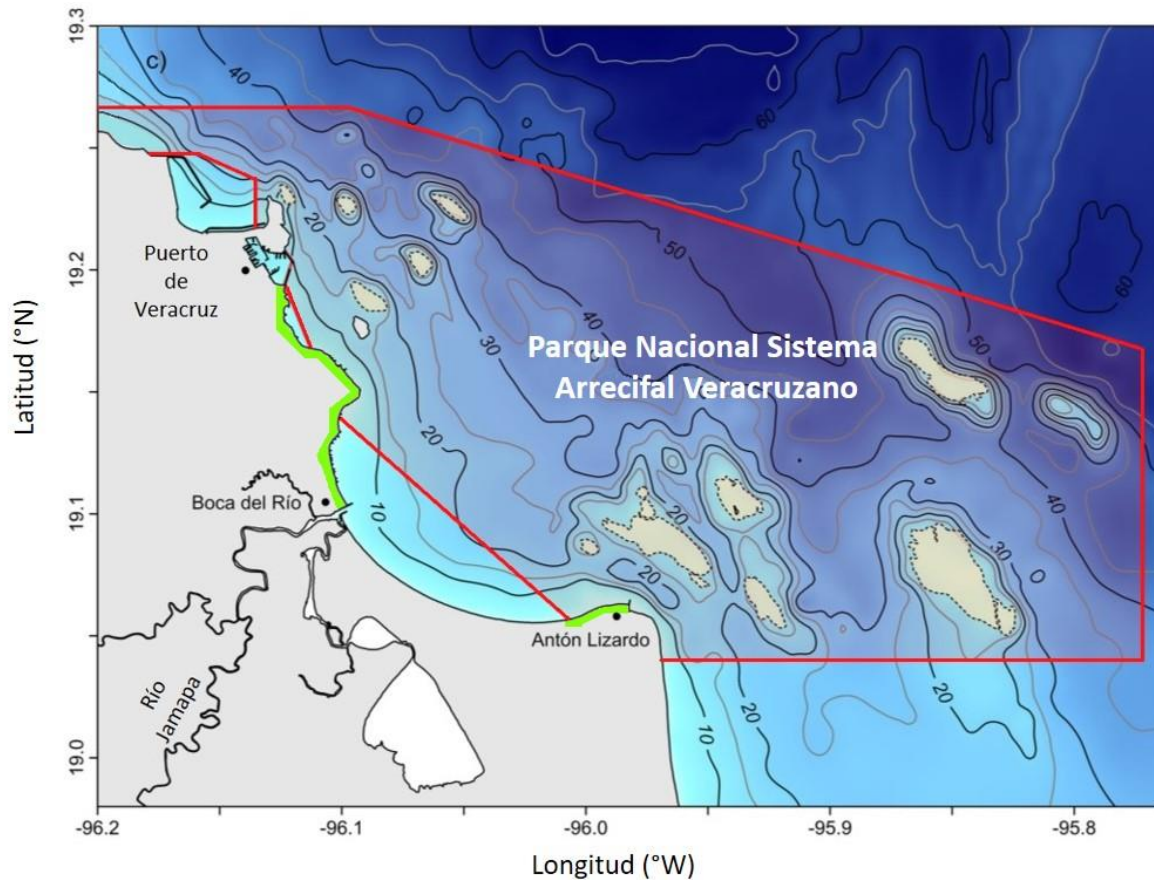 c)
19.3
19.2
19.1
19.0
Latitud (°N)
40
60
20
50
50
60
40
30
Puerto
de
Veracruz
Parque Nacional Sistema
Arrecifal Veracruzano
20
40
10
20
30
20
Boca del Río
Antón Lizardo
Río
Jamapa
10
20
20
-96.2
-96.1
-96.0
-95.9
-95.8
Longitud (°W)